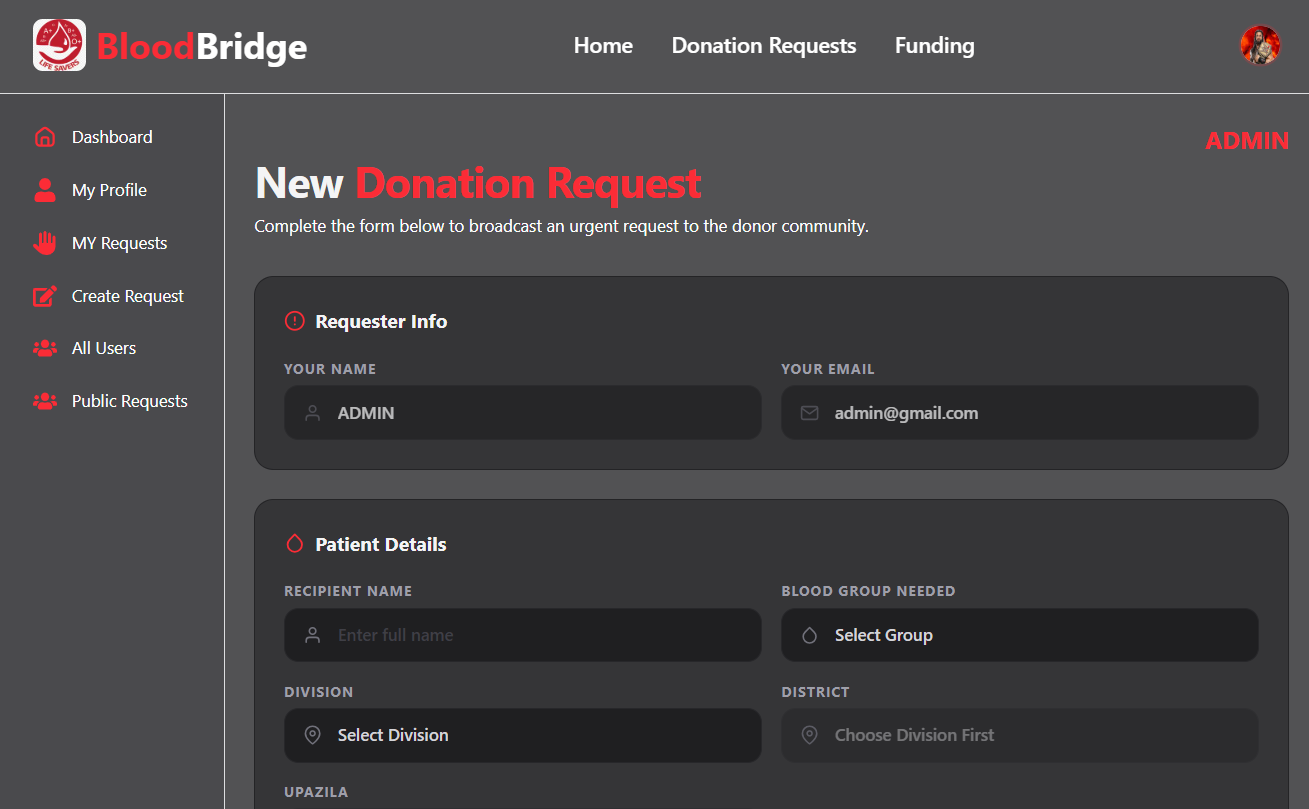 BloodBridge
Home
Donation Requests
Funding
LIFE SAVERS
Dashboard
My Profile
MY Requests
Create Request
All Users
Public Requests
ADMIN
New Donation Request
Complete the form below to broadcast an urgent request to the donor community.
Requester Info
YOUR NAME
YOUR EMAIL
ADMIN
admin@gmail.com
Patient Details
RECIPIENT NAME
BLOOD GROUP NEEDED
Enter full name
Select Group
DIVISION
DISTRICT
Select Division
Choose Division First
UPAZILA